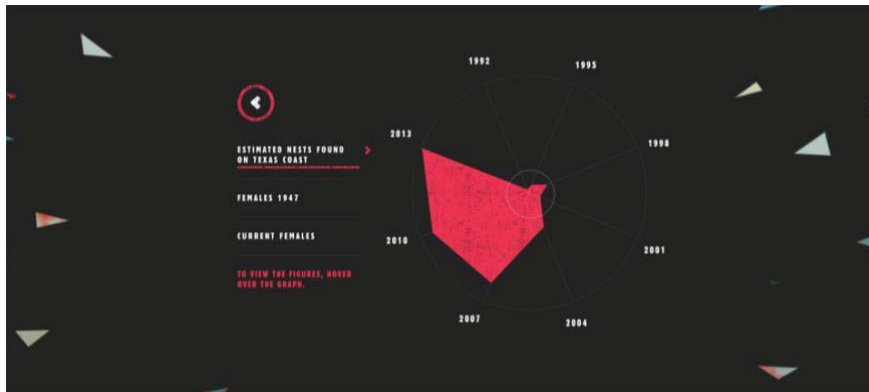 1992
1995
2013
ESTIMATED NESTS FOUND
ON TEXAS COAST
1998
FEMALES 1947
CURRENT FEMALES
2010
2001
TO VIEW THE FIGURES, HOVER
OVER THE GRAPH.
2007
2004